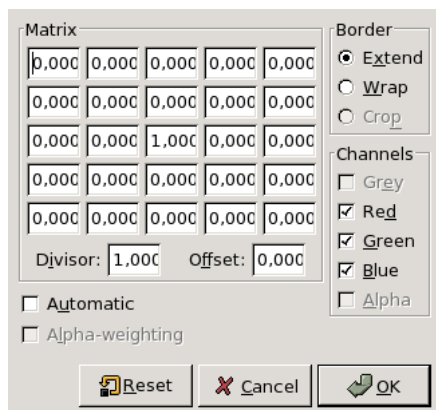 Matrix
0,000 0,000 0,000 0,000 0,000
0,000 0,000 0,000 0,000 0,000
0,000 0,000 1,000 0,000 0,000
0,000 0,000 0,000 0,000 0,000
0,000 0,000 0,000 0,000 0,000
Divisor: 1,000 Offset: 0,000
Automatic
Alpha-weighting
Border
Extend
Wrap
Crop
Channels
Grey
Red
Green
Blue
Alpha
Reset Cancel OK